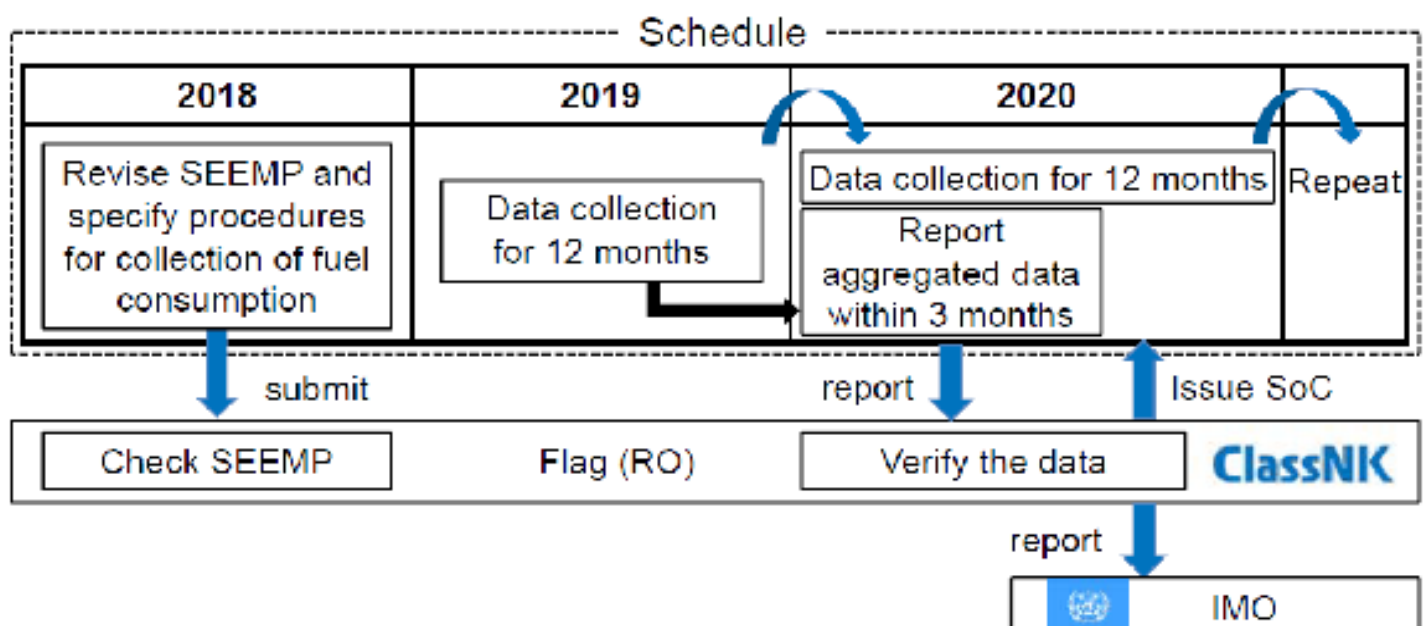 Schedule
2018
2019
2020
Revise SEEMP and
specify procedures
for collection of fuel
consumption
Data collection
for 12 months
Data collection for 12 months
Report
aggregated data
within 3 months
Repeat
submit
report
Issue SoC
Check SEEMP
Flag (RO)
Verify the data
ClassNK
report
IMO